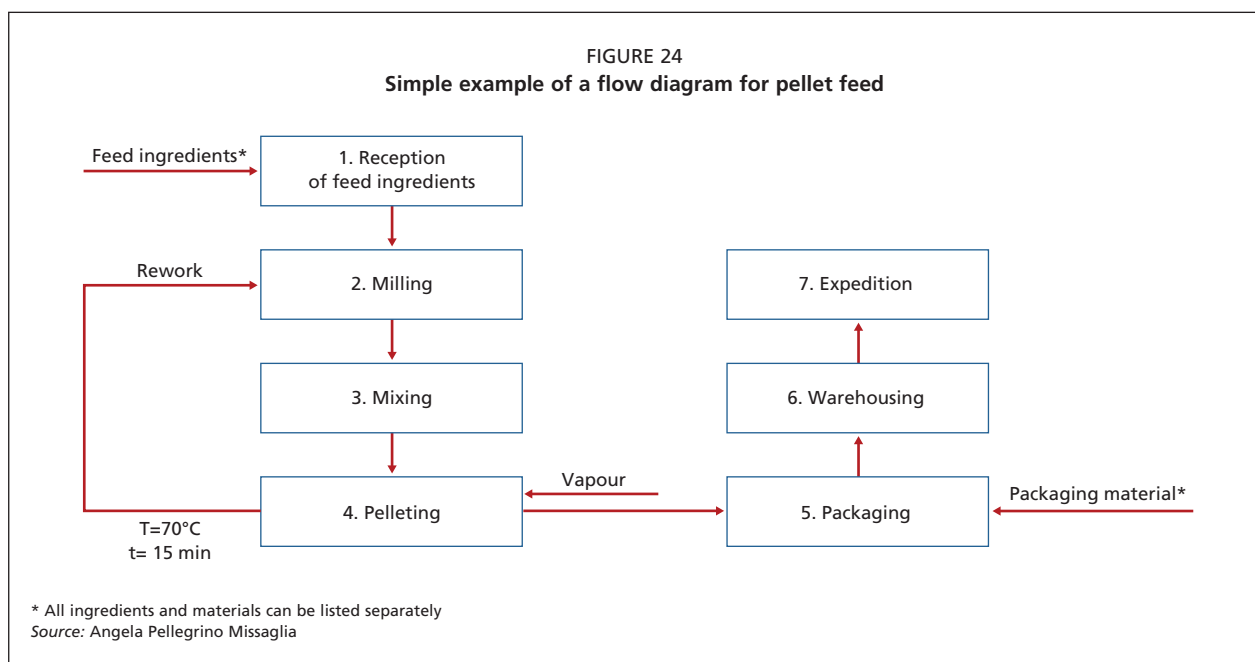 FIGURE 24
Simple example of a flow diagram for pellet feed
Feed ingredients*
1. Reception
of feed ingredients
Rework
2. Milling
7. Expedition
3. Mixing
6. Warehousing
Vapour
Packaging material*
4. Pelleting
5. Packaging
T=70°C
t= 15 min
* All ingredients and materials can be listed separately
Source: Angela Pellegrino Missaglia